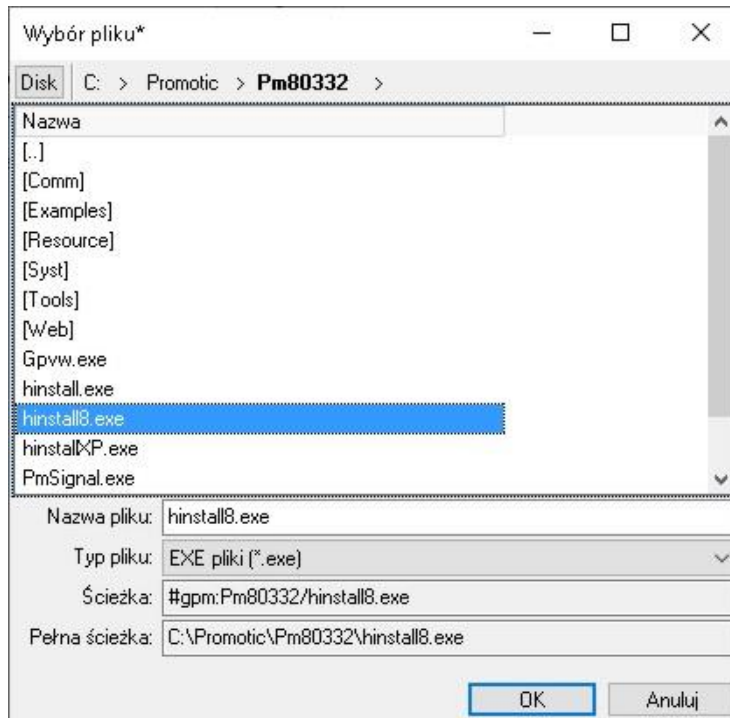 Wybór pliku*
Disk C: > Promotic > Pm80332 >
Nazwa
[..]
[Comm]
[Examples]
[Resource]
[Syst]
[Tools]
[Web]
Gpvw.exe
hinstall.exe
hinstall8.exe
hinstallXP.exe
PmSignal.exe
Nazwa pliku: hinstall8.exe
Typ pliku: EXE pliki (*.exe)
Ścieżka: #gpm:Pm80332/hinstall8.exe
Pełna ścieżka: C:\Promotic\Pm80332\hinstall8.exe
OK Anuluj